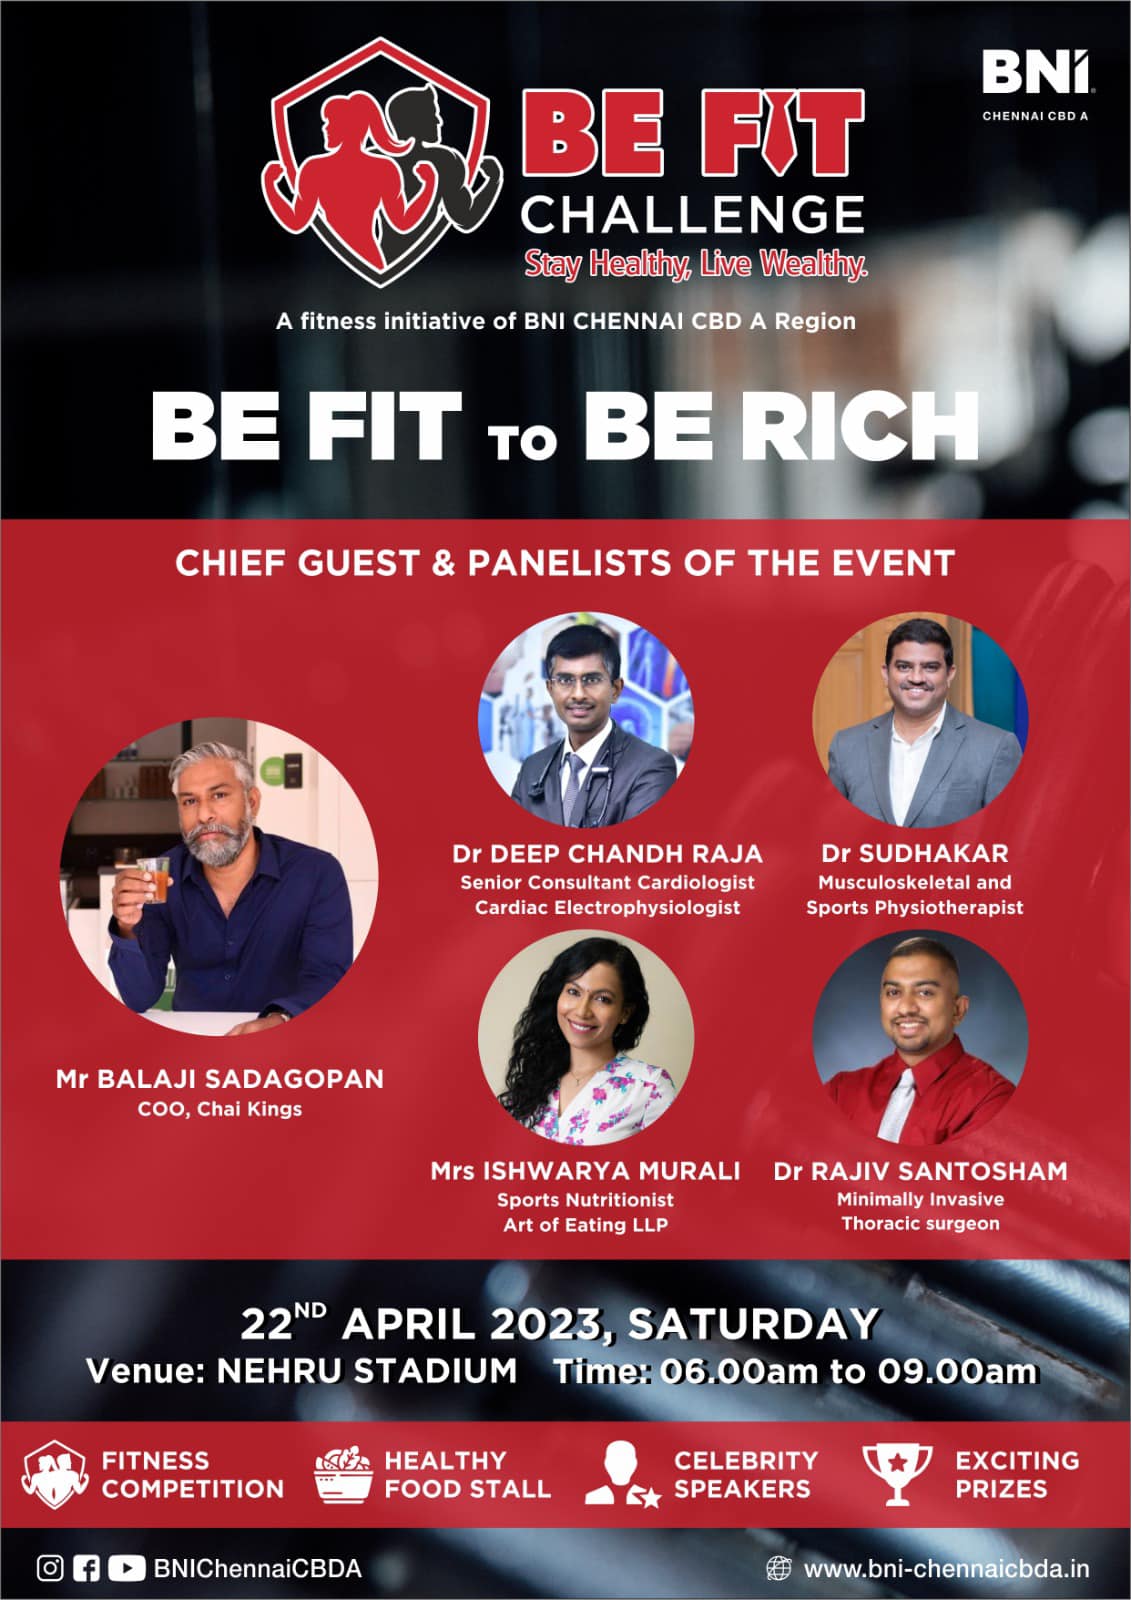 BNI
CHENNAI CBD A
BE FIT
CHALLENGE
Stay Healthy, Live Wealthy.
A fitness initiative of BNI CHENNAI CBD A Region
BE FIT TO BE RICH
CHIEF GUEST & PANELISTS OF THE EVENT
Mr BALAJI SADAGOPAN
COO, Chai Kings
Dr DEEP CHANDH RAJA
Senior Consultant Cardiologist
Cardiac Electrophysiologist
Dr SUDHAKAR
Musculoskeletal and
Sports Physiotherapist
Mrs ISHWARYA MURALI
Sports Nutritionist
Art of Eating LLP
Dr RAJIV SANTOSHAM
Minimally Invasive
Thoracic surgeon
22ND APRIL 2023, SATURDAY
Venue: NEHRU STADIUM Time: 06.00am to 09.00am
FITNESS
COMPETITION
HEALTHY
FOOD STALL
CELEBRITY
SPEAKERS
EXCITING
PRIZES
BNIChennaiCBDA
www.bni-chennaicbda.in